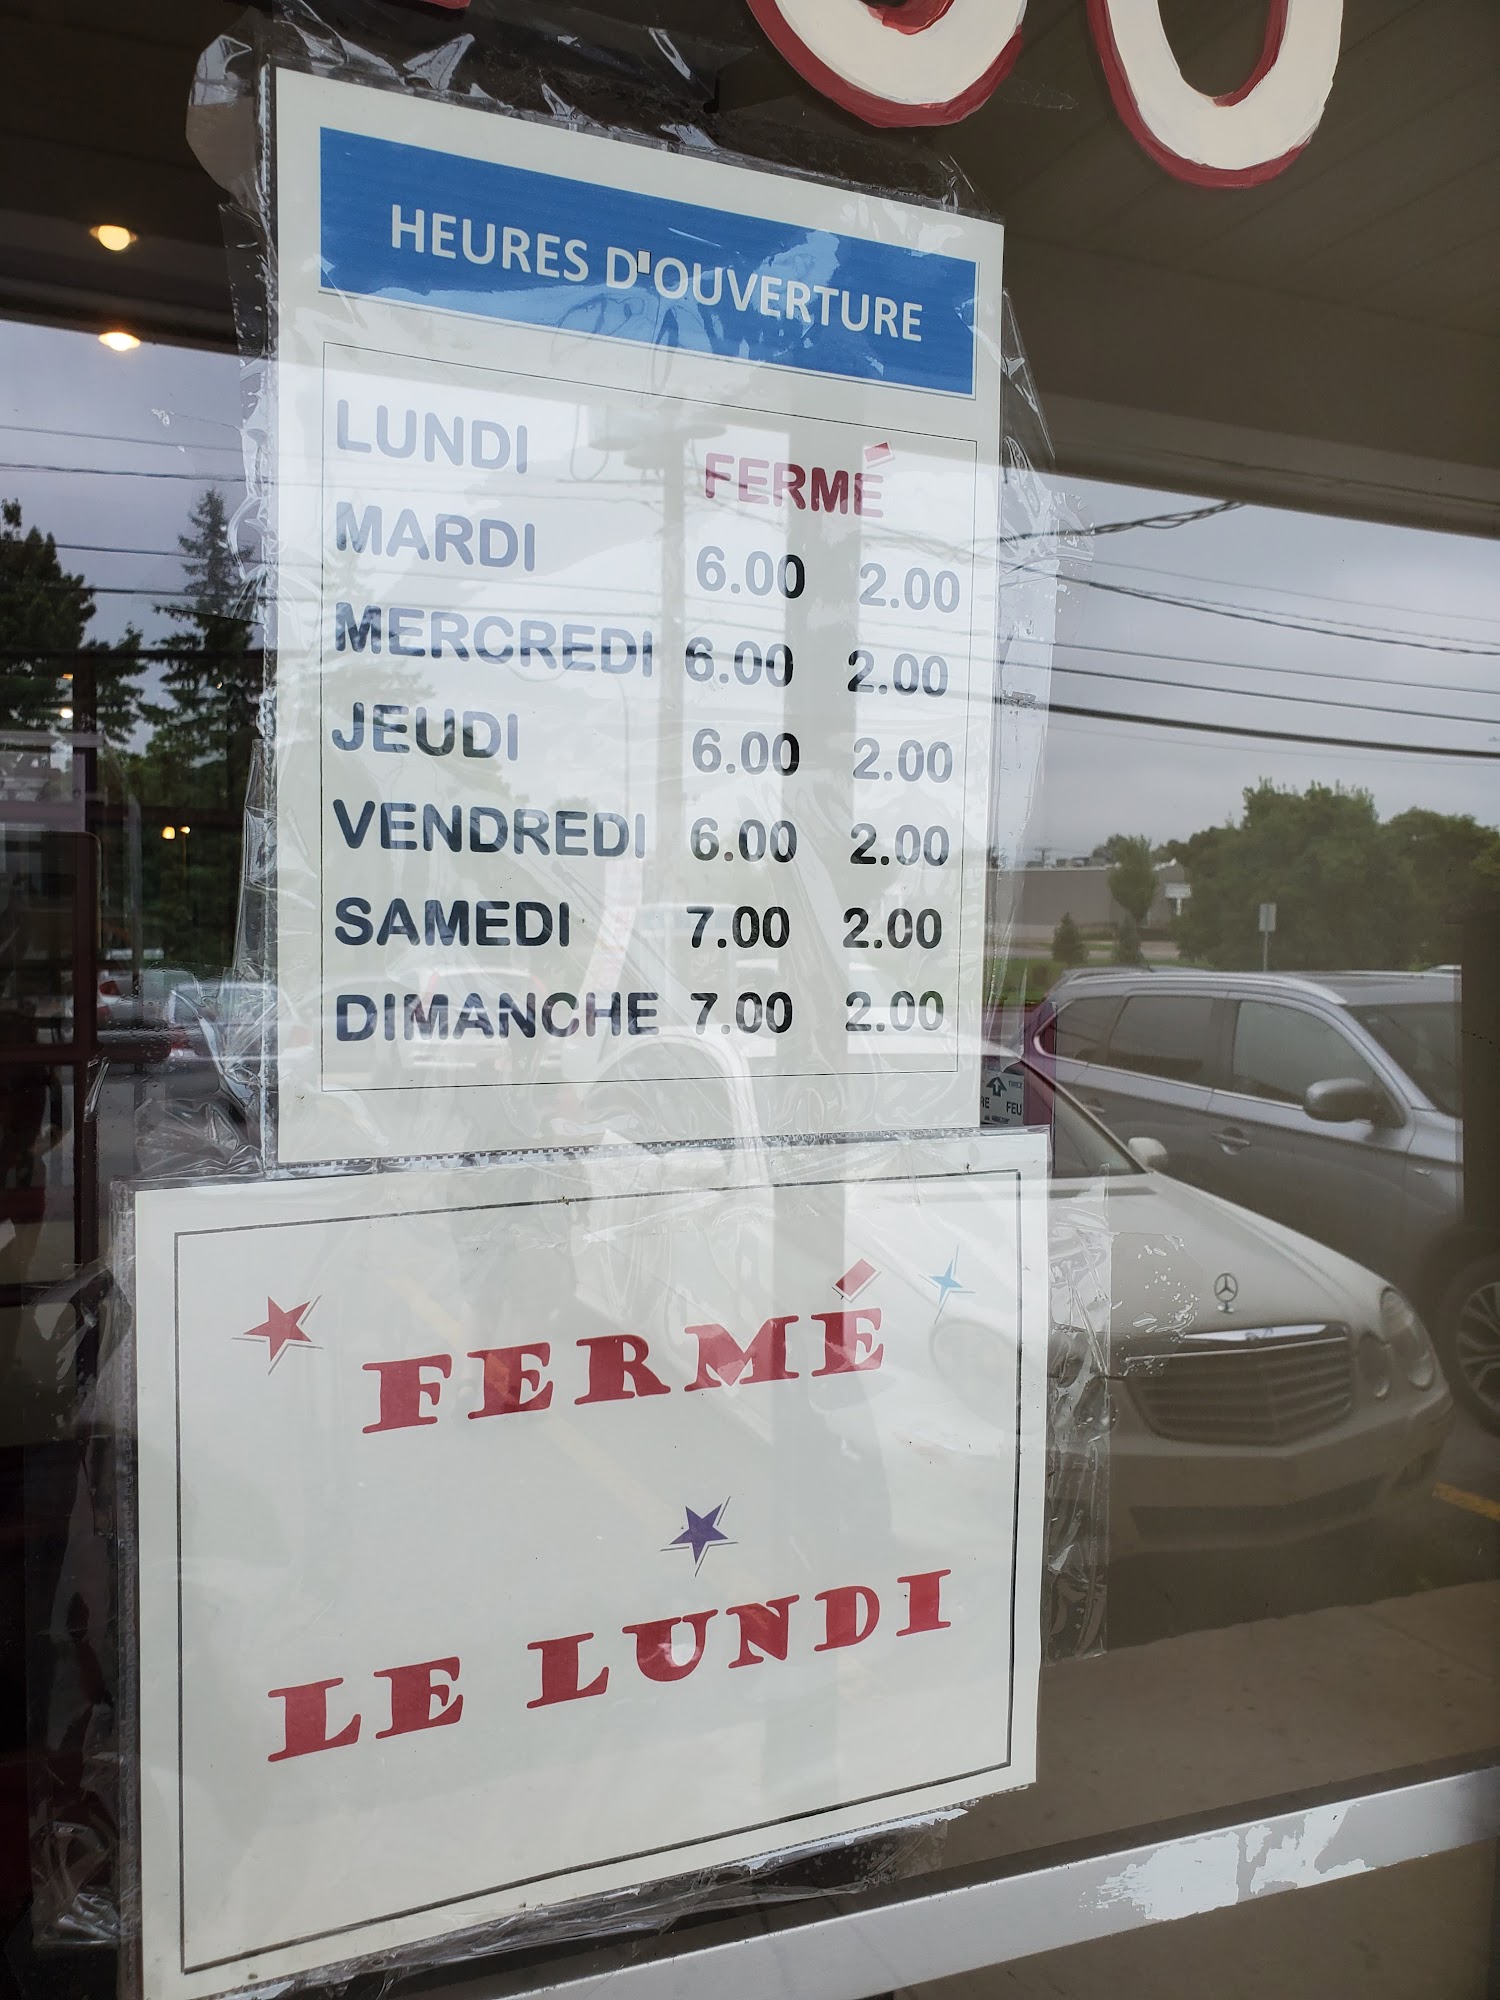 HEURES D'OUVERTURE
LUNDI FERMÉ
MARDI 6.00 2.00
MERCREDI 6.00 2.00
JEUDI 6.00 2.00
VENDREDI 6.00 2.00
SAMEDI 7.00 2.00
DIMANCHE 7.00 2.00
FEU
FERMÉ
LE LUNDI